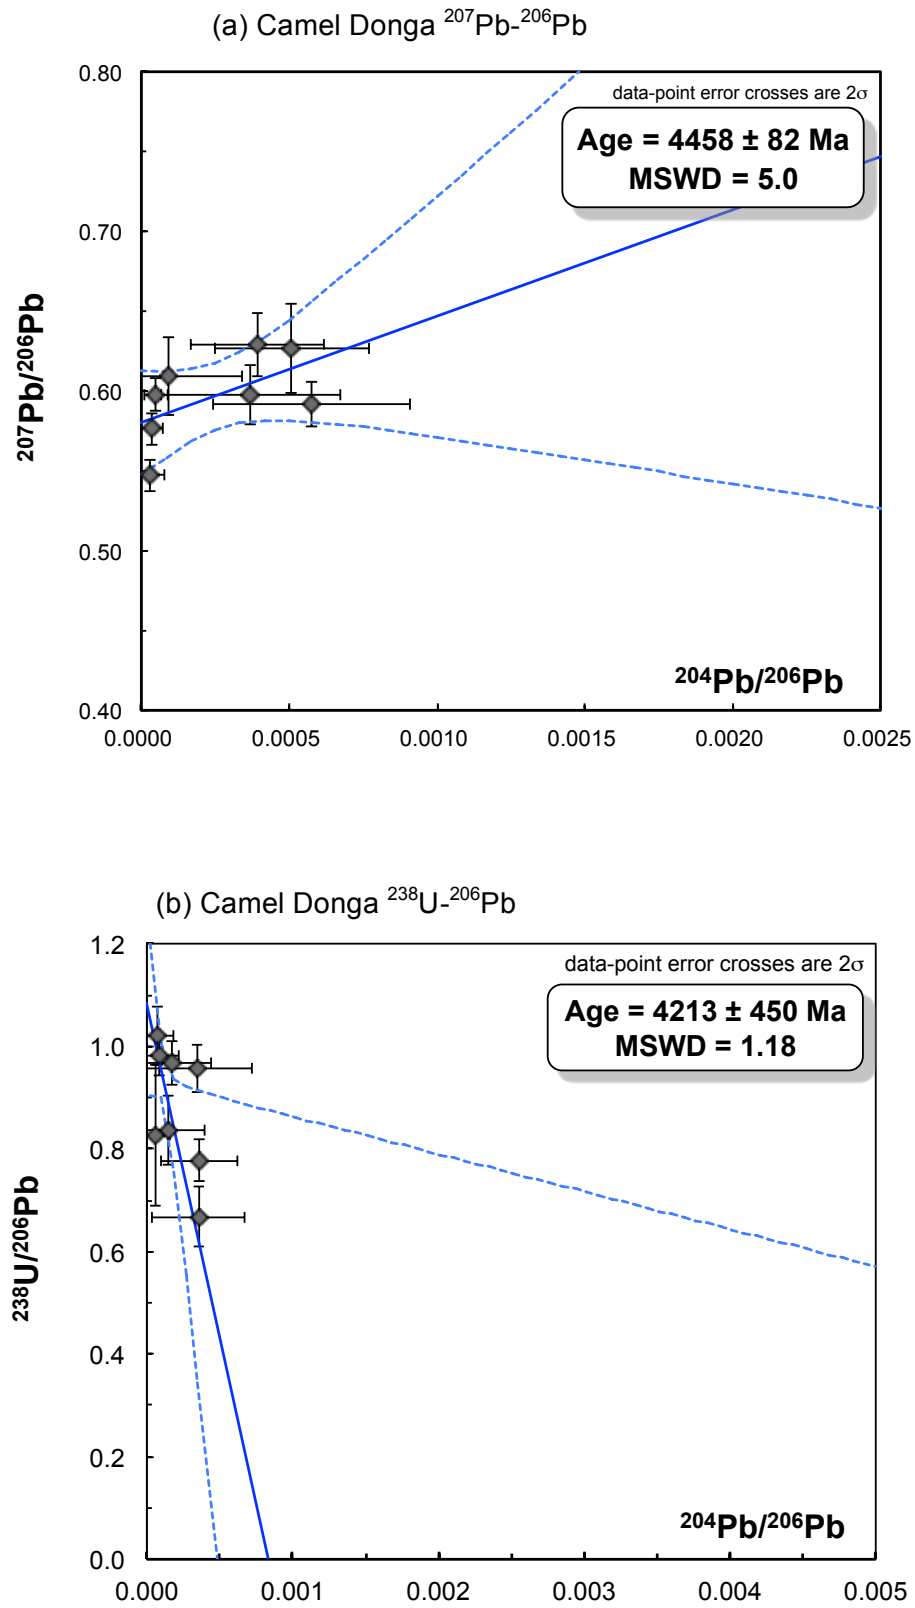 (a) Camel Donga ²⁰⁷Pb-²⁰⁶Pb
data-point error crosses are 2σ
Age = 4458 ± 82 Ma
MSWD = 5.0
0.80
0.70
0.60
0.50
0.40
²⁰⁷Pb/²⁰⁶Pb
²⁰⁴Pb/²⁰⁶Pb
0.0000 0.0005 0.0010 0.0015 0.0020 0.0025
(b) Camel Donga ²³⁸U-²⁰⁶Pb
data-point error crosses are 2σ
Age = 4213 ± 450 Ma
MSWD = 1.18
1.2
1.0
0.8
0.6
0.4
0.2
0.0
²³⁸U/²⁰⁶Pb
²⁰⁴Pb/²⁰⁶Pb
0.000 0.001 0.002 0.003 0.004 0.005